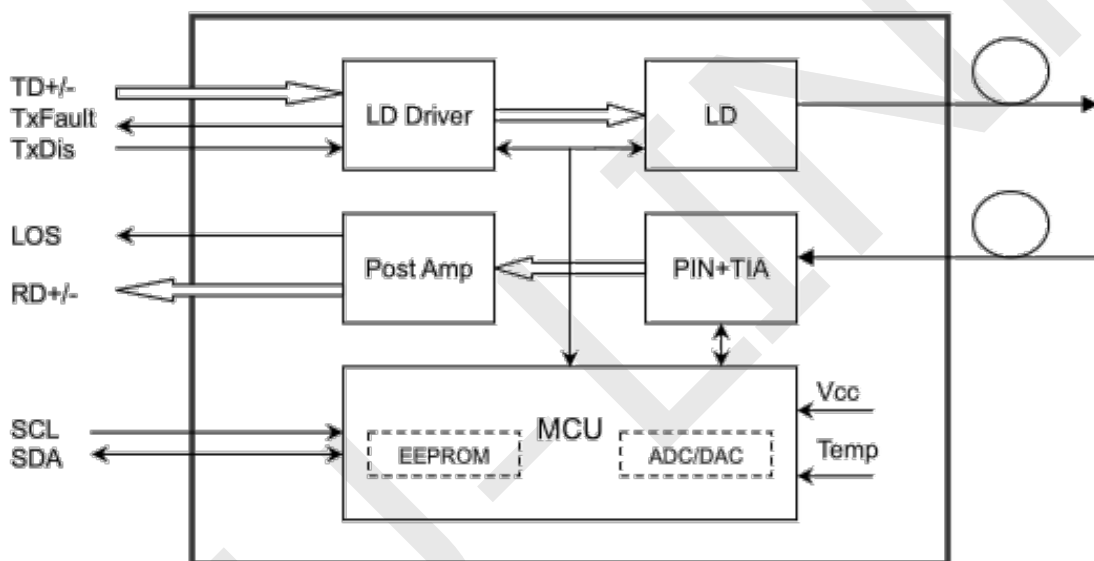 TD+/-
TxFault
TxDis
LD Driver
LD
LOS
RD+/-
Post Amp
PIN+TIA
SCL
SDA
MCU
EEPROM
ADC/DAC
Vcc
Temp